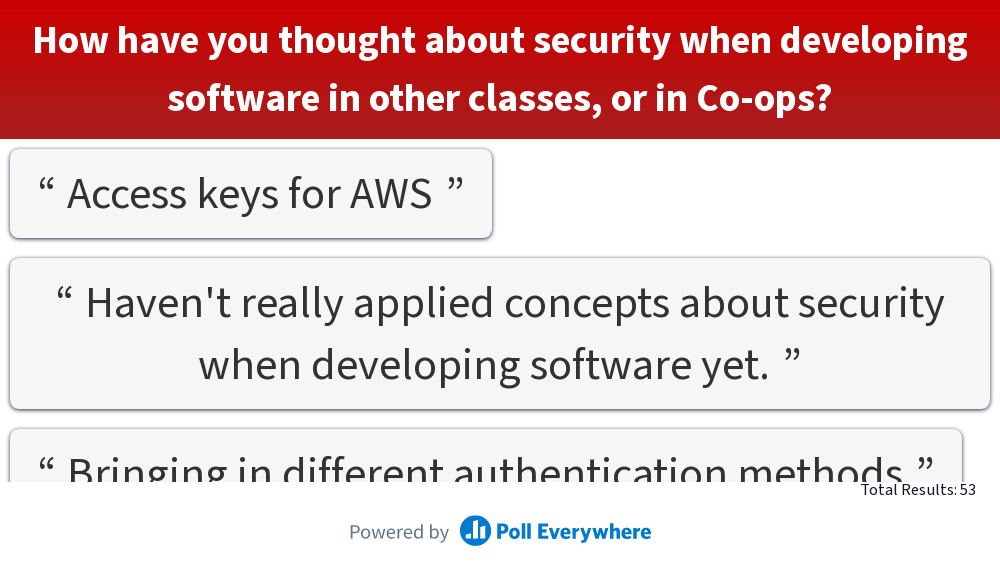 How have you thought about security when developing
software in other classes, or in Co-ops?
“ Access keys for AWS ”
“ Haven't really applied concepts about security
when developing software yet. ”
“ Bringing in different authentication methods ”
Total Results: 53
Powered by Poll Everywhere